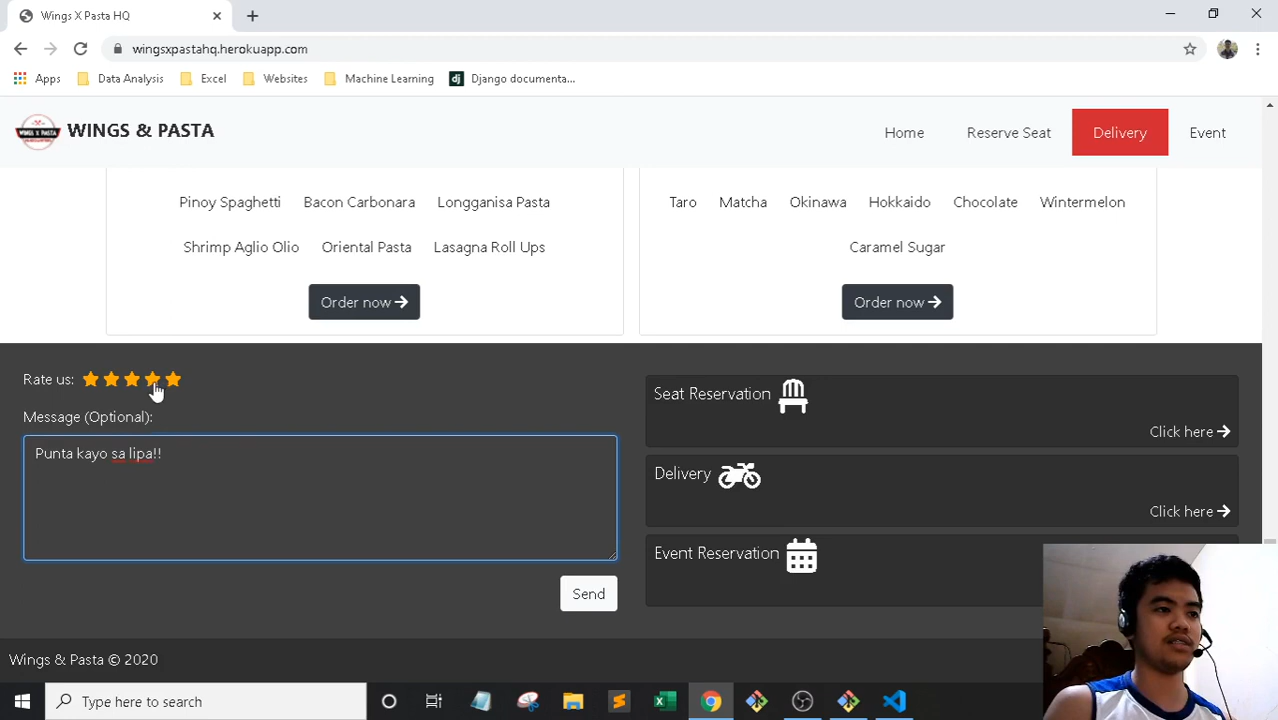 Wings X Pasta HQ
wingsxpastahq.herokuapp.com
Apps Data Analysis Excel Websites Machine Learning Django documenta...
WINGS X PASTA WINGS & PASTA Home Reserve Seat Delivery Event
Pinoy Spaghetti Bacon Carbonara Longganisa Pasta
Shrimp Aglio Olio Oriental Pasta Lasagna Roll Ups
Order now
Taro Matcha Okinawa Hokkaido Chocolate Wintermelon
Caramel Sugar
Order now
Rate us:
Message (Optional):
Punta kayo sa lipa!!
Send
Seat Reservation
Click here
Delivery
Click here
Event Reservation
Wings & Pasta © 2020
Type here to search